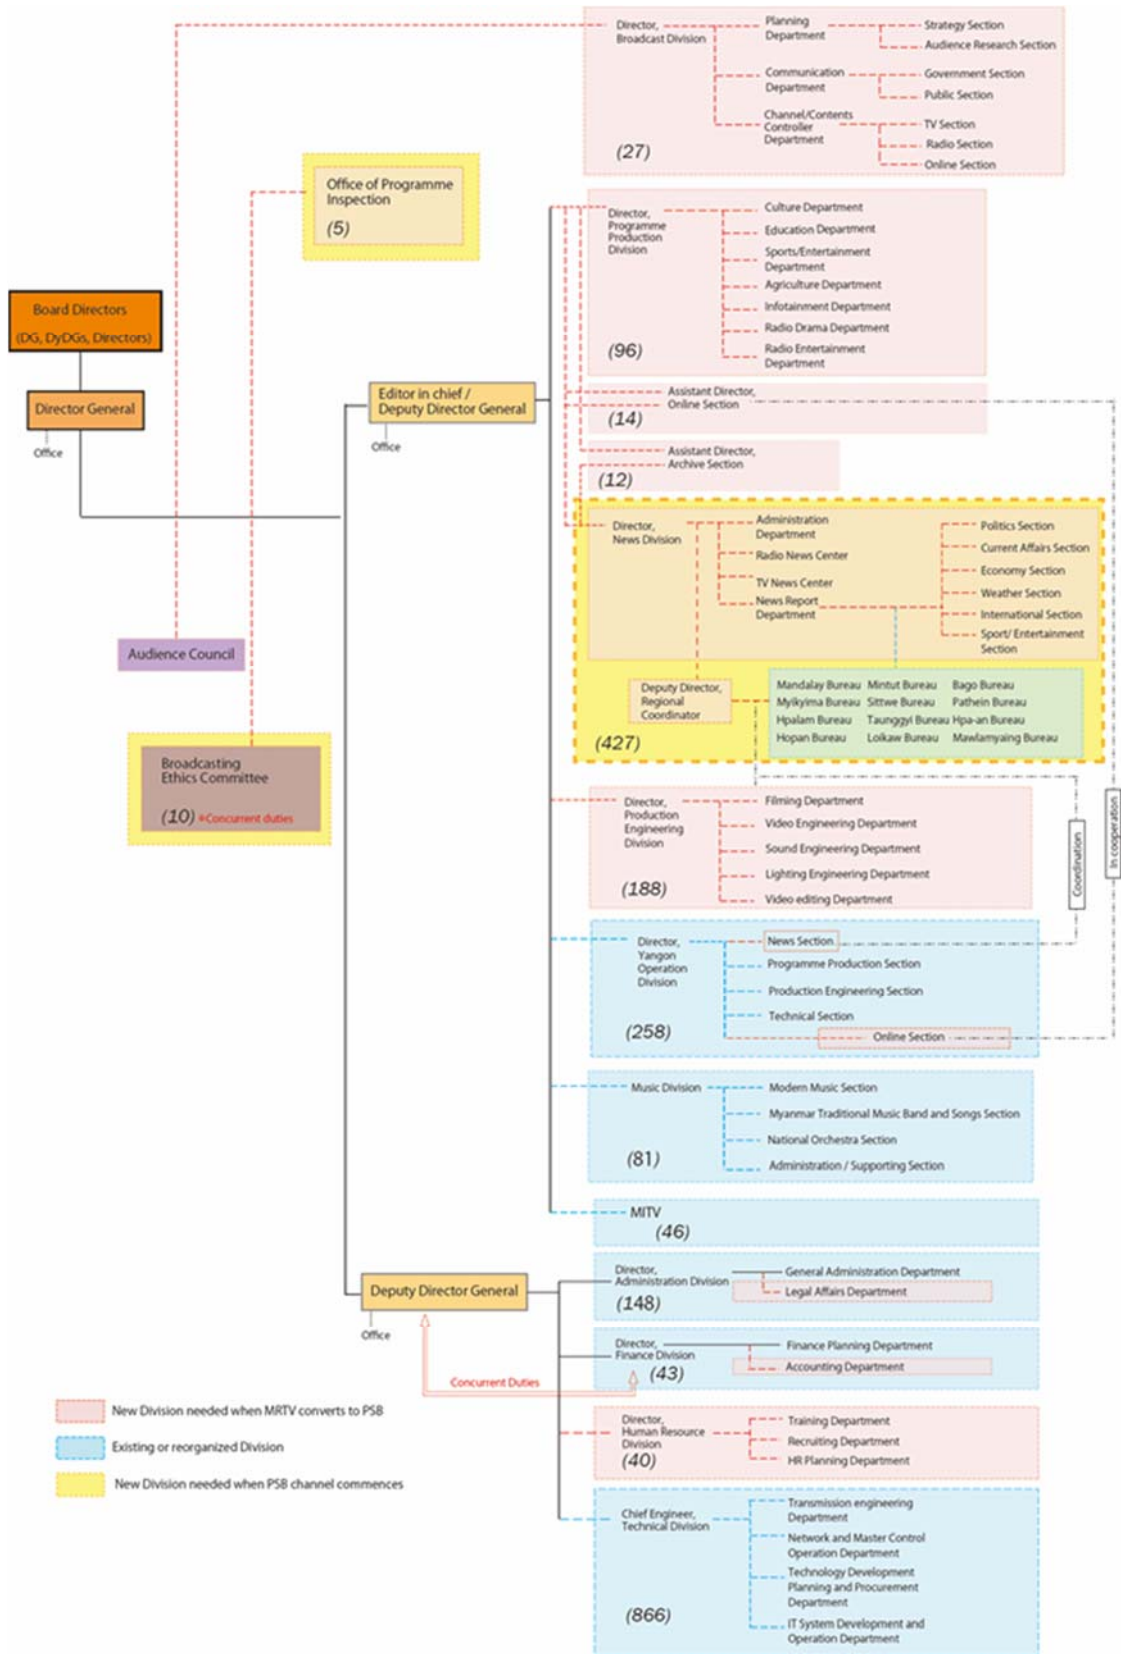 Director,
Broadcast Division
Planning
Department
Strategy Section
Audience Research Section
Communication
Department
Government Section
Public Section
Channel/Contents
Controller
Department
TV Section
Radio Section
Online Section
(27)
Office of Programme
Inspection
(5)
Director,
Programme
Production
Division
Culture Department
Education Department
Sports/Entertainment
Department
Agriculture Department
Infotainment Department
Radio Drama Department
Radio Entertainment
Department
(96)
Board Directors
(DG, DyDGs, Directors)
Director General
Office
Editor in chief /
Deputy Director General
Office
Assistant Director,
Online Section
(14)
Assistant Director,
Archive Section
(12)
Director,
News Division
Administration
Department
Radio News Center
TV News Center
News Report
Department
Politics Section
Current Affairs Section
Economy Section
Weather Section
International Section
Sport/ Entertainment
Section
Audience Council
Deputy Director,
Regional
Coordinator
Mandalay Bureau Mintut Bureau Bago Bureau
Myikyima Bureau Sittwe Bureau Pathein Bureau
Hpalam Bureau Taunggyi Bureau Hpa-an Bureau
Hopan Bureau Loikaw Bureau Mawlamyaing Bureau
(427)
Broadcasting
Ethics Committee
(10) *Concurrent duties
Director,
Production
Engineering
Division
Filming Department
Video Engineering Department
Sound Engineering Department
Lighting Engineering Department
Video editing Department
(188)
Coordination
In cooperation
Director,
Yangon
Operation
Division
News Section
Programme Production Section
Production Engineering Section
Technical Section
Online Section
(258)
Music Division
Modern Music Section
Myanmar Traditional Music Band and Songs Section
National Orchestra Section
Administration / Supporting Section
(81)
MITV
(46)
Deputy Director General
Office
Director,
Administration Division
General Administration Department
Legal Affairs Department
(148)
Director,
Finance Division
Finance Planning Department
Accounting Department
(43)
Concurrent Duties
Director,
Human Resource
Division
Training Department
Recruiting Department
HR Planning Department
(40)
Chief Engineer,
Technical Division
Transmission engineering
Department
Network and Master Control
Operation Department
Technology Development
Planning and Procurement
Department
IT System Development and
Operation Department
(866)
New Division needed when MRTV converts to PSB
Existing or reorganized Division
New Division needed when PSB channel commences